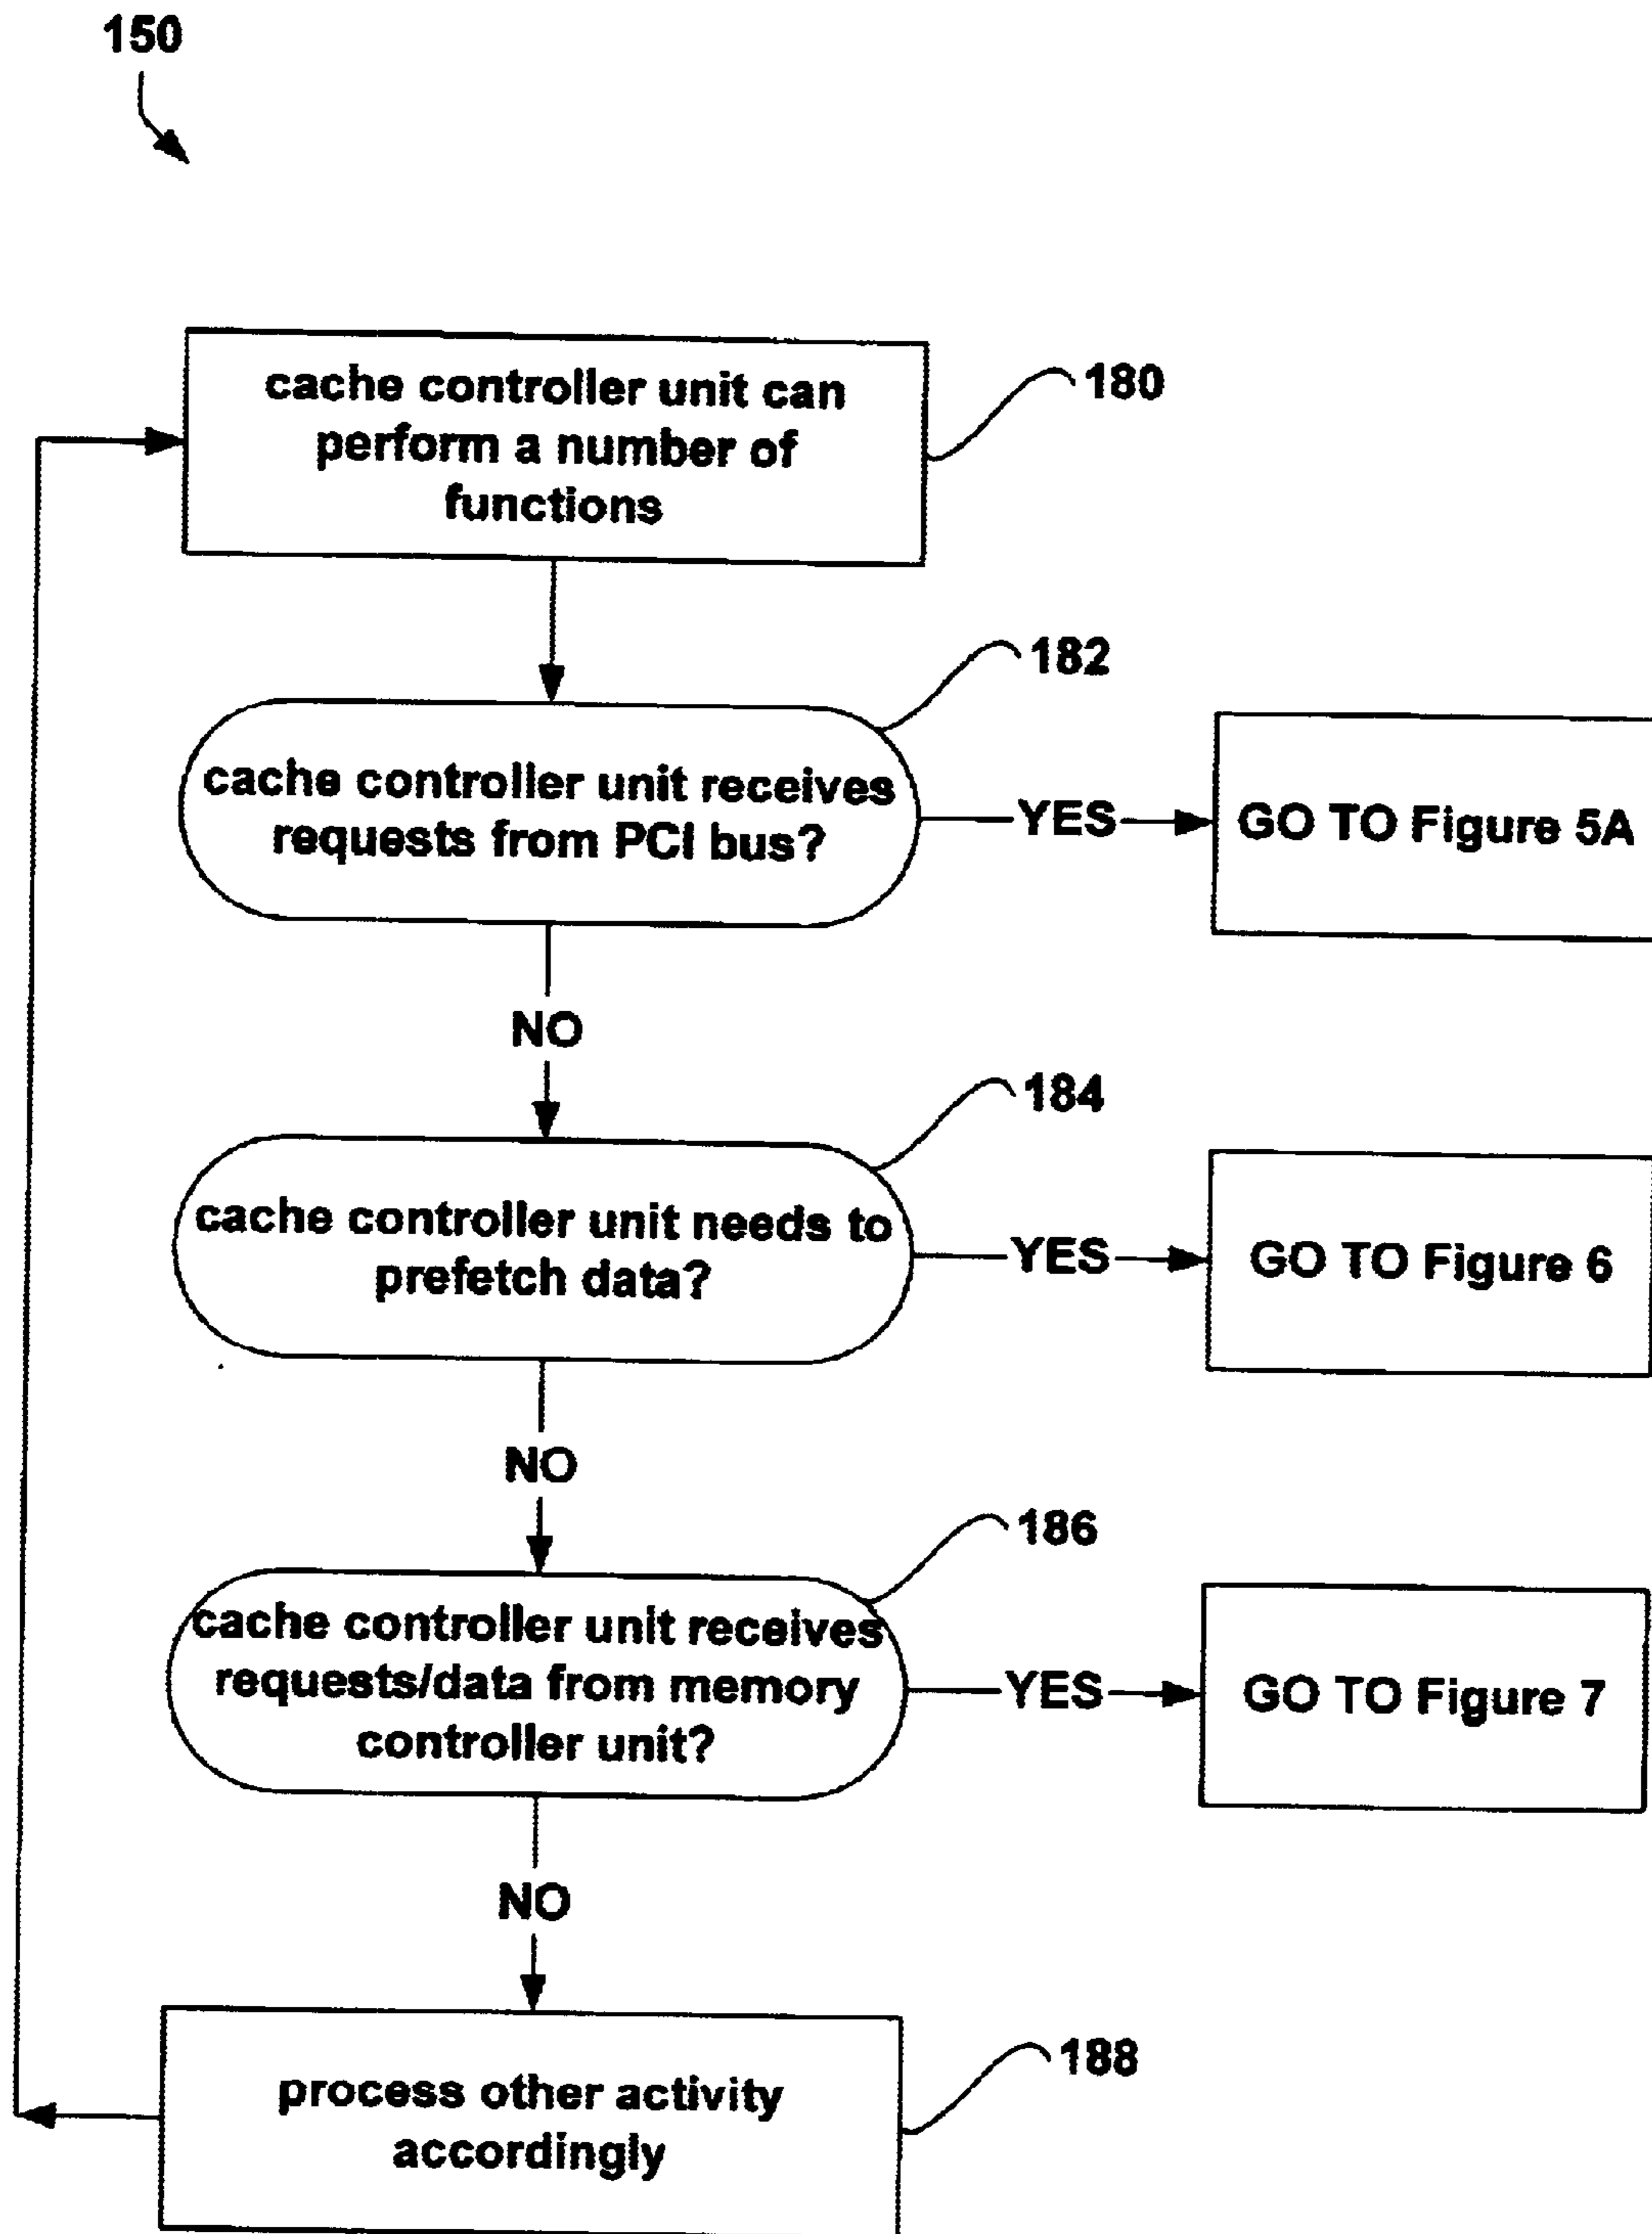 150
cache controller unit can
perform a number of
functions
180
cache controller unit receives
requests from PCI bus?
182
YES
GO TO Figure 5A
NO
cache controller unit needs to
prefetch data?
184
YES
GO TO Figure 6
NO
cache controller unit receives
requests/data from memory
controller unit?
186
YES
GO TO Figure 7
NO
process other activity
accordingly
188